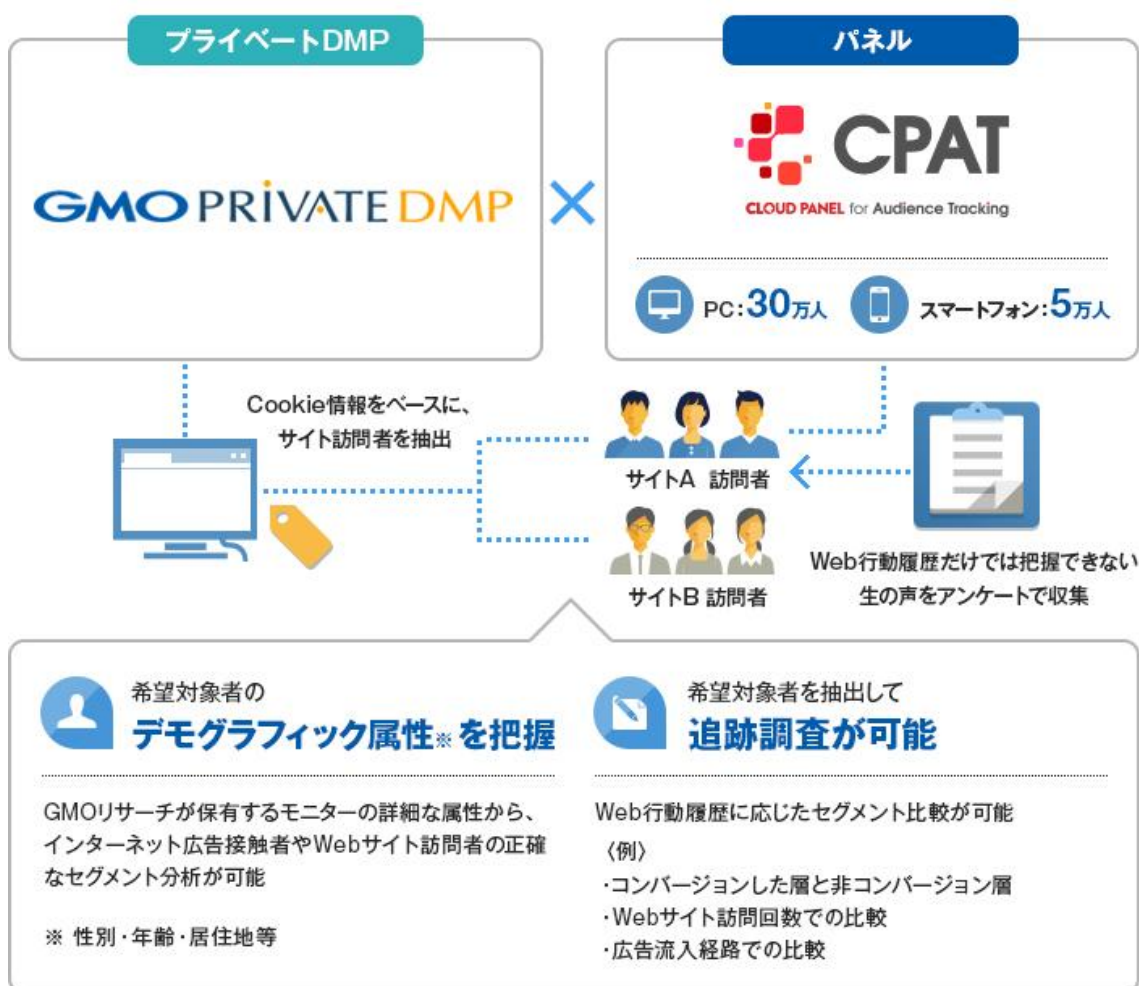 プライベートDMP
パネル
GMO PRIVATE DMP
CPAT
CLOUD PANEL for Audience Tracking
PC：30万人
スマートフォン：5万人
Cookie情報をベースに、
サイト訪問者を抽出
サイトA 訪問者
サイトB 訪問者
Web行動履歴だけでは把握できない
生の声をアンケートで収集
希望対象者の
デモグラフィック属性※を把握
GMOリサーチが保有するモニターの詳細な属性から、
インターネット広告接触者やWebサイト訪問者の正確
なセグメント分析が可能
※ 性別・年齢・居住地等
希望対象者を抽出して
追跡調査が可能
Web行動履歴に応じたセグメント比較が可能
〈例〉
・コンバージョンした層と非コンバージョン層
・Webサイト訪問回数での比較
・広告流入経路での比較